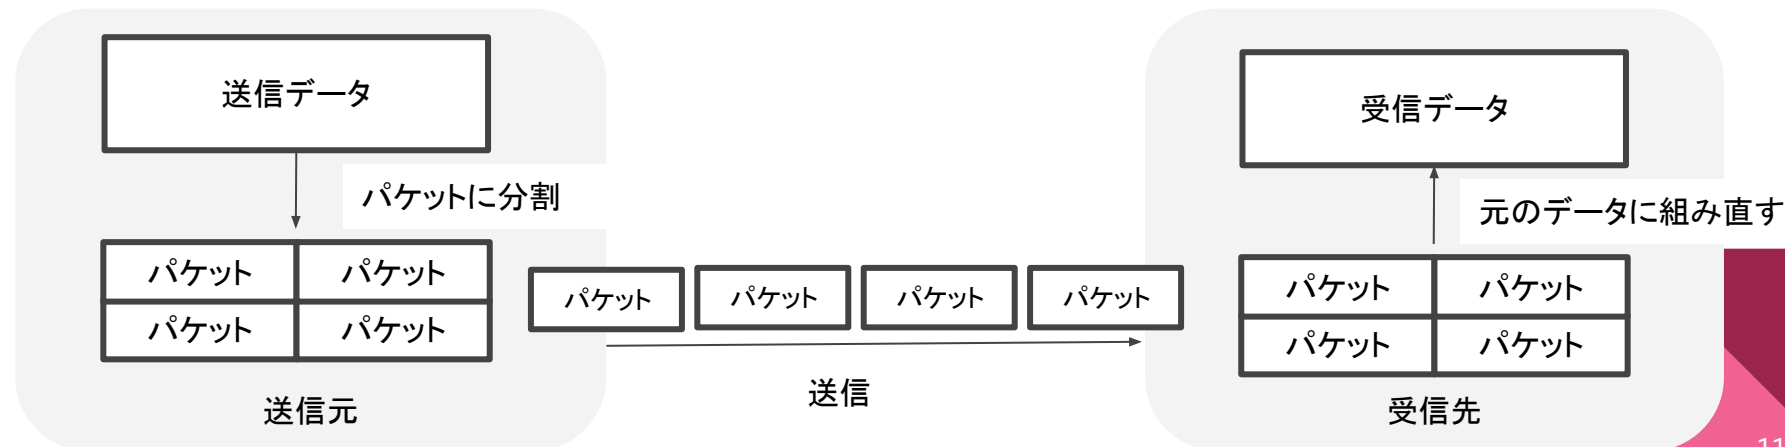 送信データ
パケットに分割
パケット パケット
パケット パケット
送信元
パケット パケット パケット パケット
送信
受信データ
元のデータに組み直す
パケット パケット
パケット パケット
受信先
11